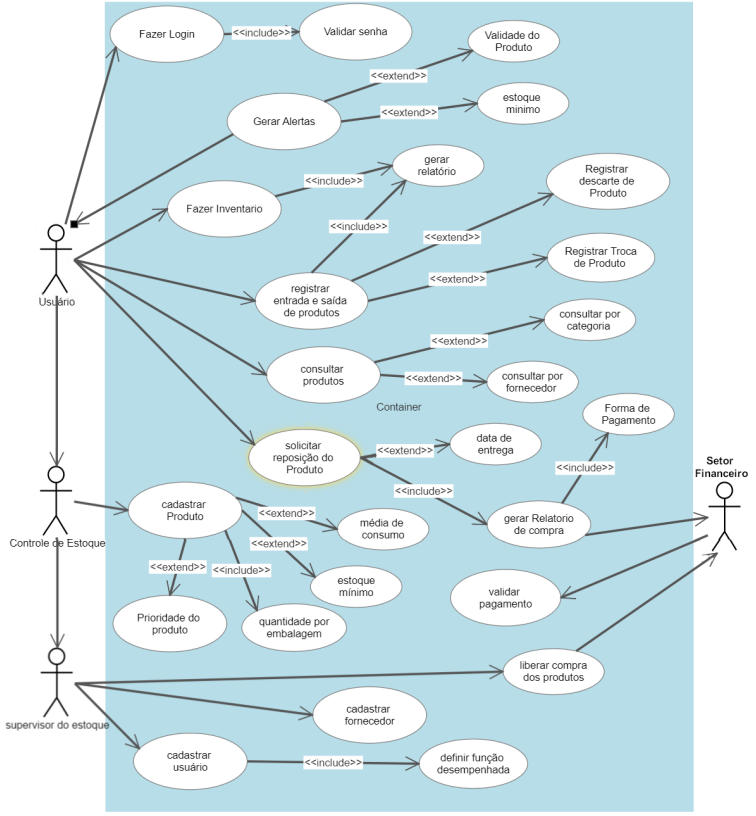 Fazer Login
<<include>>
Validar senha
Validade do
Produto
<<extend>>
Gerar Alertas
<<extend>>
estoque
minimo
gerar
relatório
<<include>>
Fazer Inventario
Registrar
descarte de
Produto
<<include>>
<<extend>>
Registrar Troca
de Produto
<<extend>>
registrar
entrada e saída
de produtos
Usuário
consultar por
categoria
<<extend>>
consultar
produtos
<<extend>>
consultar por
fornecedor
Container
Forma de
Pagamento
solicitar
reposição do
Produto
<<extend>>
data de
entrega
<<include>>
<<include>>
Setor
Financeiro
cadastrar
Produto
<<extend>>
média de
consumo
gerar Relatorio
de compra
Controle de Estoque
<<extend>>
<<extend>>
<<include>>
estoque
mínimo
validar
pagamento
Prioridade do
produto
quantidade por
embalagem
liberar compra
dos produtos
supervisor do estoque
cadastrar
fornecedor
cadastrar
usuário
<<include>>
definir função
desempenhada